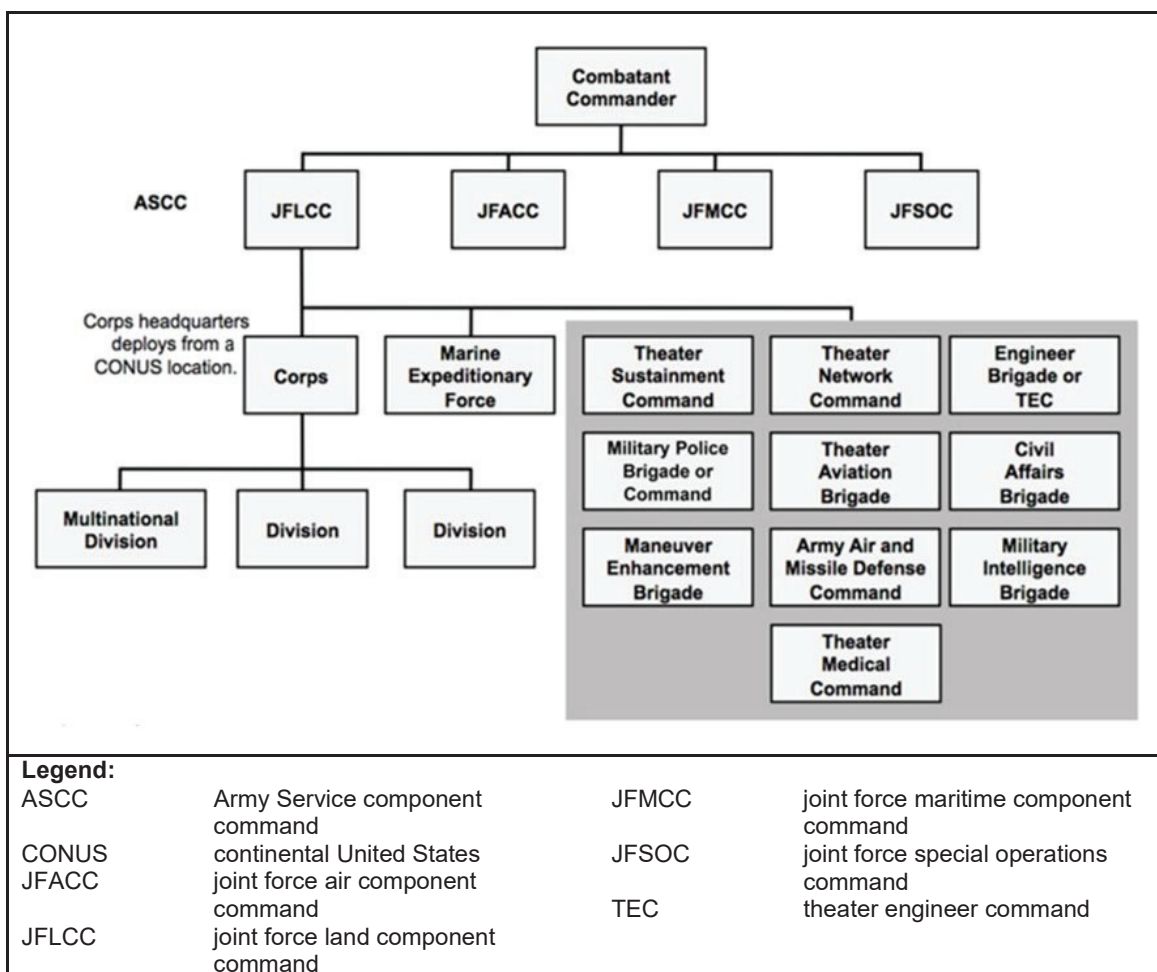 Combatant
Commander
ASCC
JFLCC
JFACC
JFMCC
JFSOC
Corps headquarters
deploys from a
CONUS location.
Corps
Marine
Expeditionary
Force
Theater
Sustainment
Command
Theater
Network
Command
Engineer
Brigade or
TEC
Military Police
Brigade or
Command
Theater
Aviation
Brigade
Civil
Affairs
Brigade
Multinational
Division
Division
Division
Maneuver
Enhancement
Brigade
Army Air and
Missile Defense
Command
Military
Intelligence
Brigade
Theater
Medical
Command
Legend:
ASCC Army Service component
command
CONUS continental United States
JFACC joint force air component
command
JFLCC joint force land component
command
JFMCC joint force maritime component
command
JFSOC joint force special operations
command
TEC theater engineer command